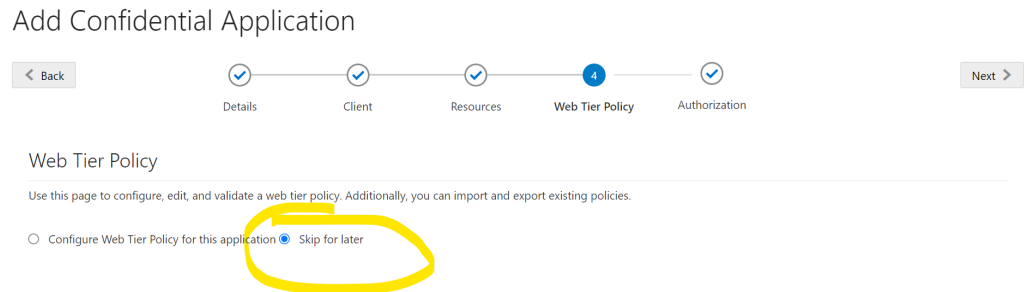 Add Confidential Application
Back
4
Next
Details
Client
Resources
Web Tier Policy
Authorization
Web Tier Policy
Use this page to configure, edit, and validate a web tier policy. Additionally, you can import and export existing policies.
Configure Web Tier Policy for this application Skip for later